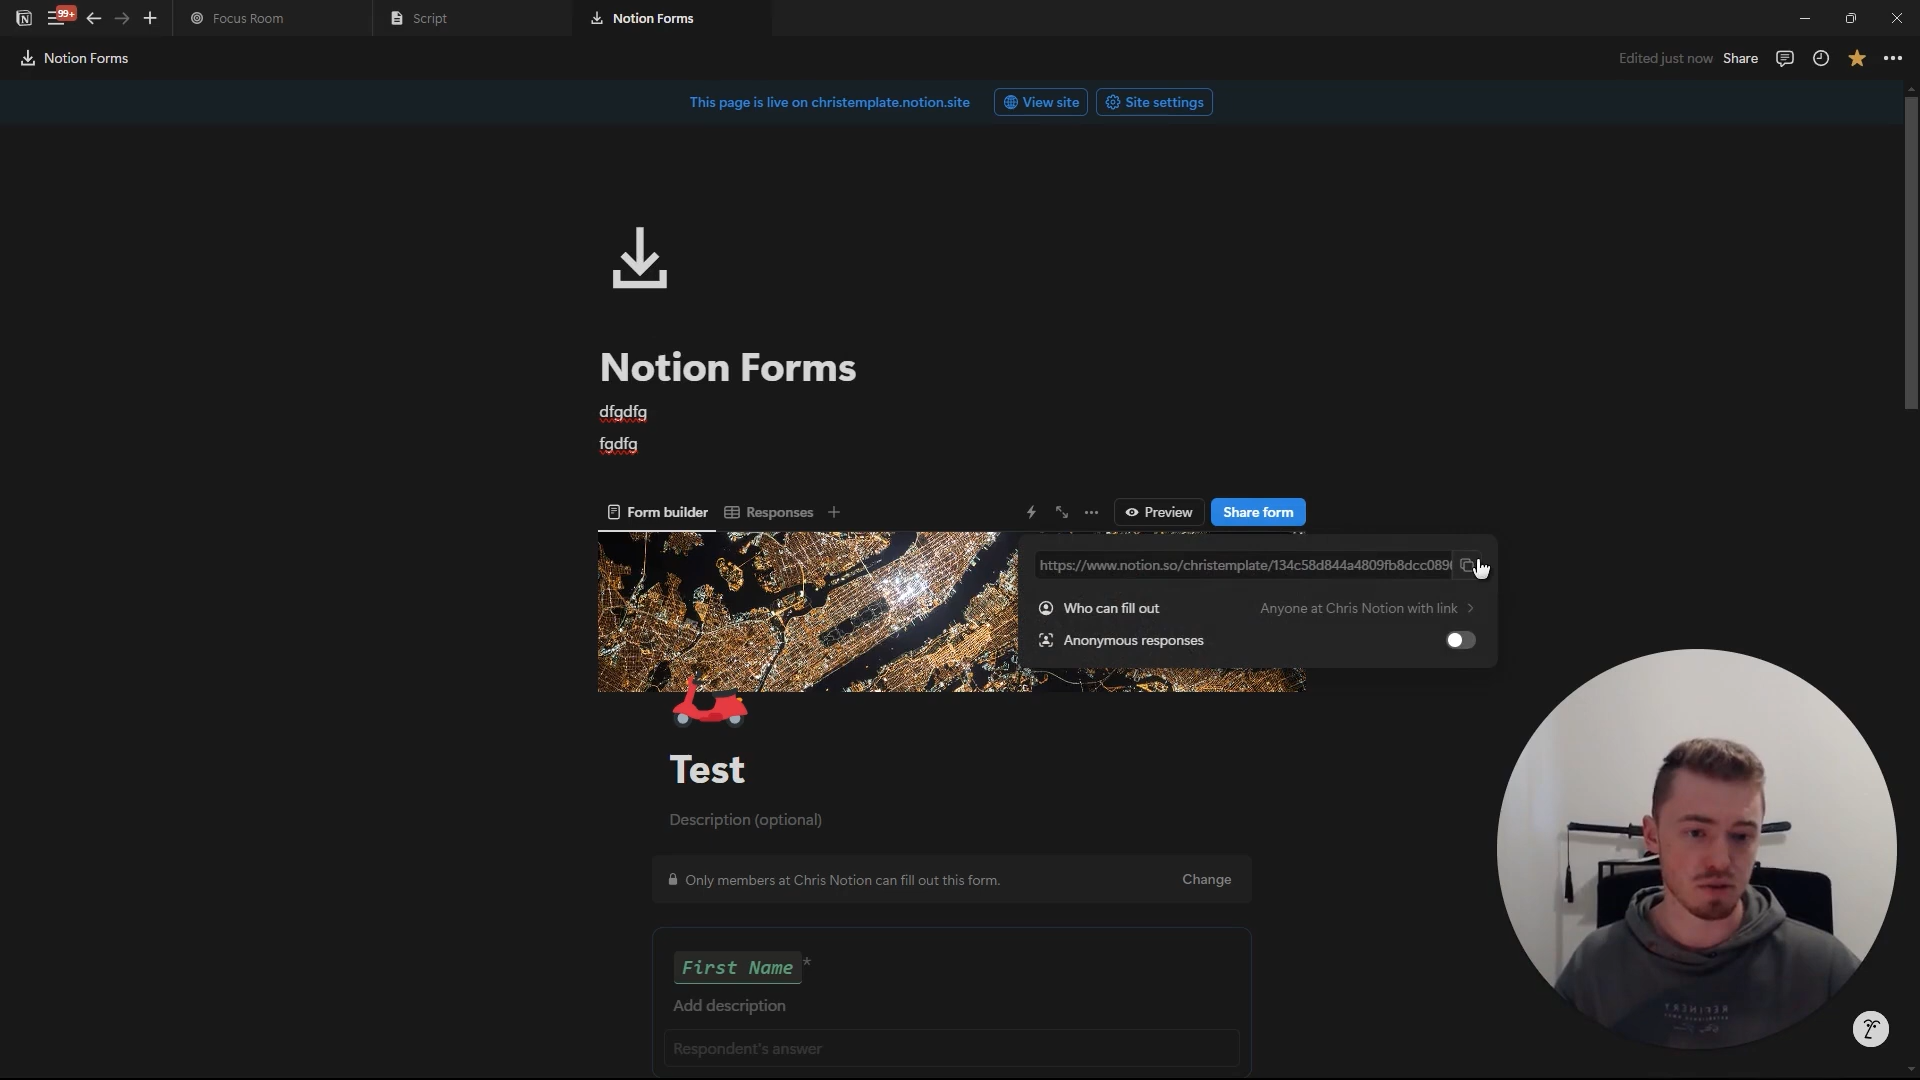 99+
Focus Room
Script
Notion Forms
Notion Forms
Edited just now
Share
This page is live on christemplate.notion.site
View site
Site settings
Notion Forms
dfgdfg
fgdfg
Form builder
Responses
Preview
Share form
https://www.notion.so/christemplate/134c58d844a4809fb8dcc089
Who can fill out
Anyone at Chris Notion with link
Anonymous responses
Test
Description (optional)
Only members at Chris Notion can fill out this form.
Change
First Name*
Add description
Respondent's answer